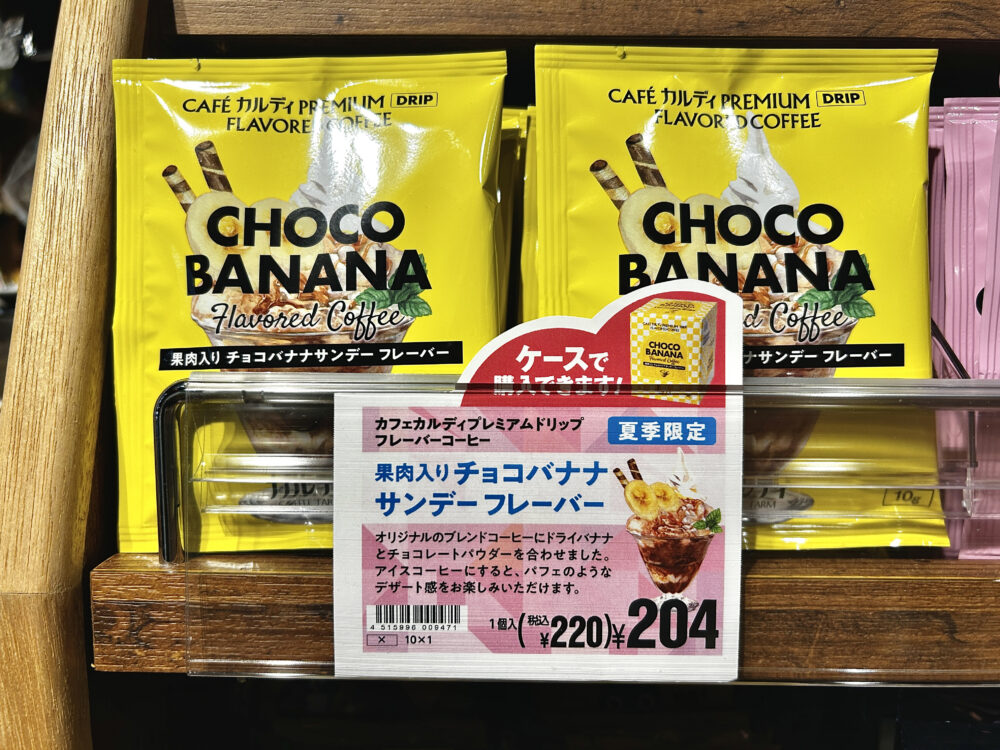 CAFÉ カルディ PREMIUM DRIP
FLAVORED COFFEE
CHOCO
BANANA
Flavored Coffee
果肉入り チョコバナナサンデー フレーバー
CAFÉ カルディ PREMIUM DRIP
FLAVORED COFFEE
CHOCO
BANANA
d Coffee
ナサンデー フレーバー
10g
ケースで
購入できます!
CHOCO
BANANA
カフェカルディプレミアムドリップ
フレーバーコーヒー
夏季限定
果肉入り チョコバナナ
サンデー フレーバー
オリジナルのブレンドコーヒーにドライバナナ
とチョコレートパウダーを合わせました。
アイスコーヒーにすると、パフェのような
デザート感をお楽しみいただけます。
4 515996 009471
× 10×1
1個入(税込¥220)¥204